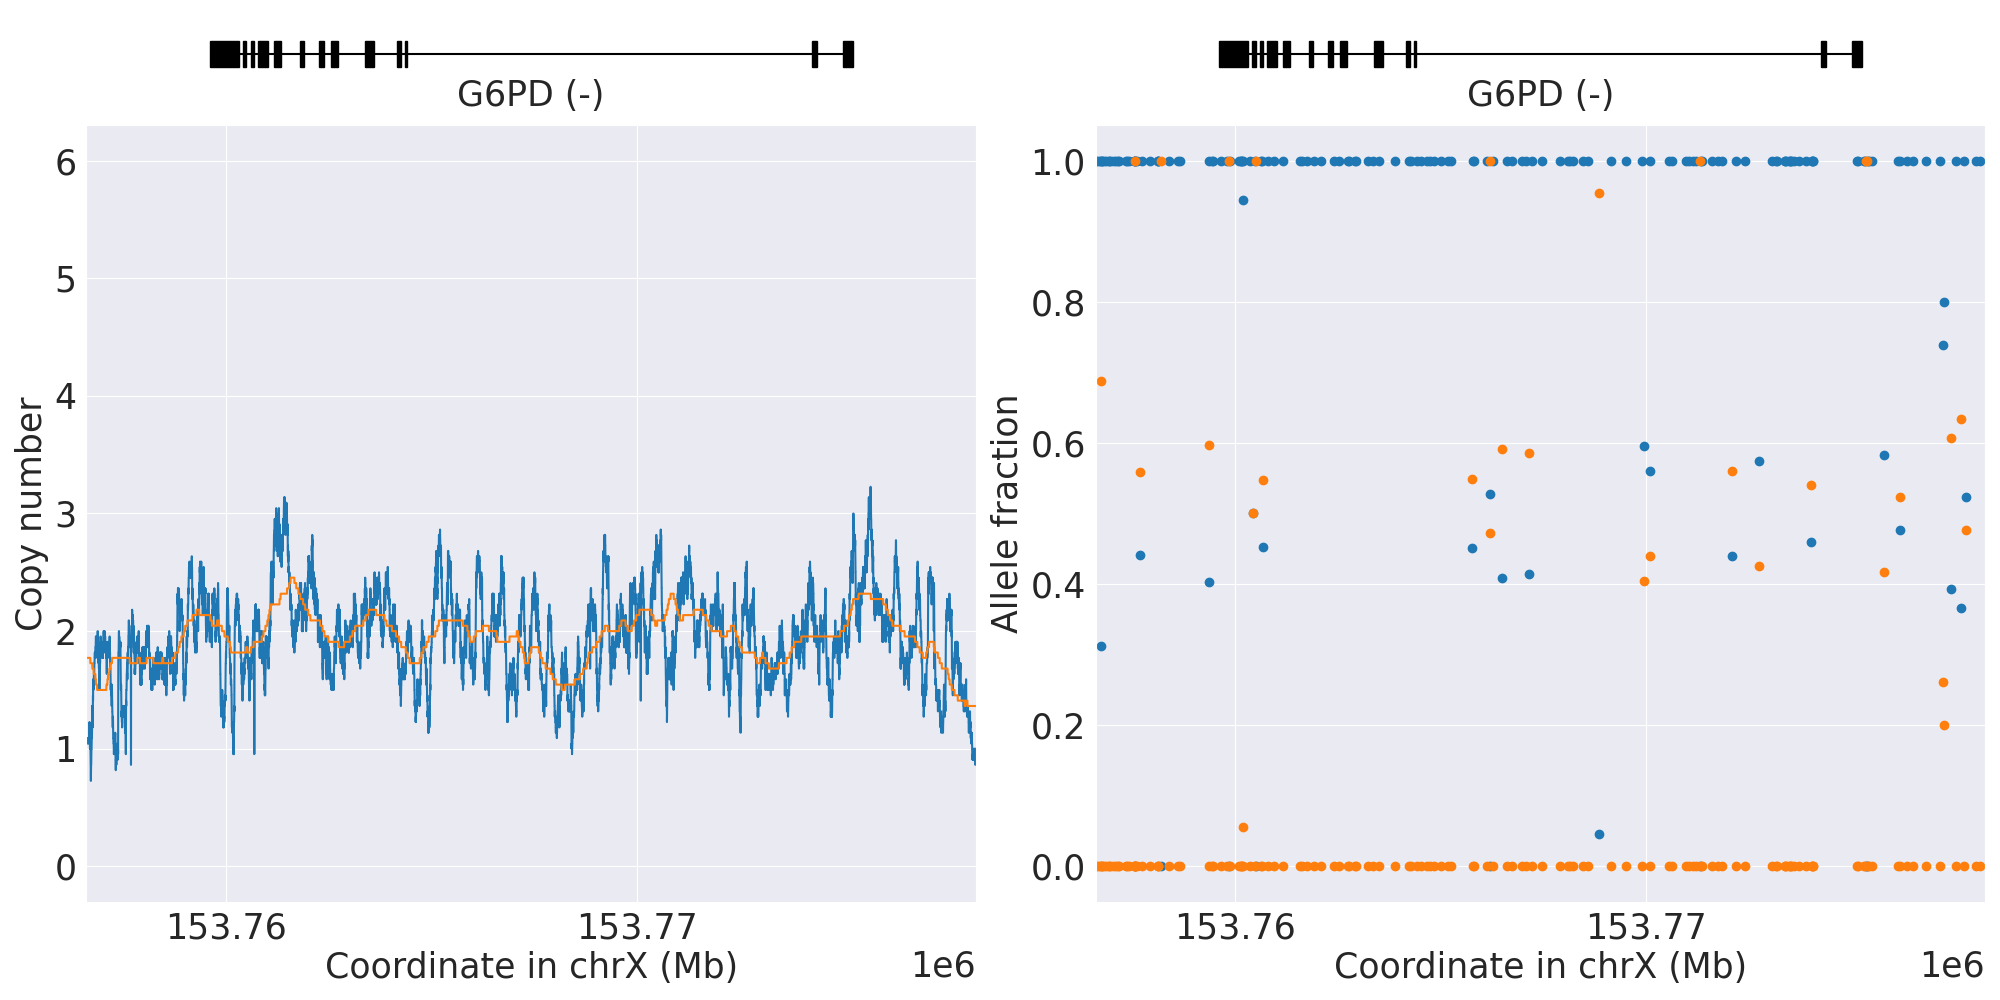 G6PD (-)
6
5
4
3
2
1
0
Copy number
153.76
153.77
Coordinate in chrX (Mb)
1e6
G6PD (-)
1.0
0.8
0.6
0.4
0.2
0.0
Allele fraction
153.76
153.77
Coordinate in chrX (Mb)
1e6